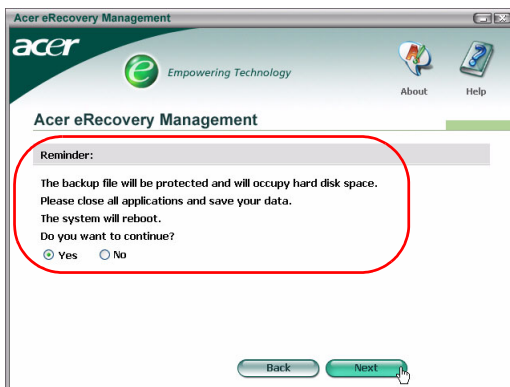 Acer eRecovery Management
acer
e Empowering Technology
About
Help
Acer eRecovery Management
Reminder:
The backup file will be protected and will occupy hard disk space.
Please close all applications and save your data.
The system will reboot.
Do you want to continue?
Yes No
Back Next